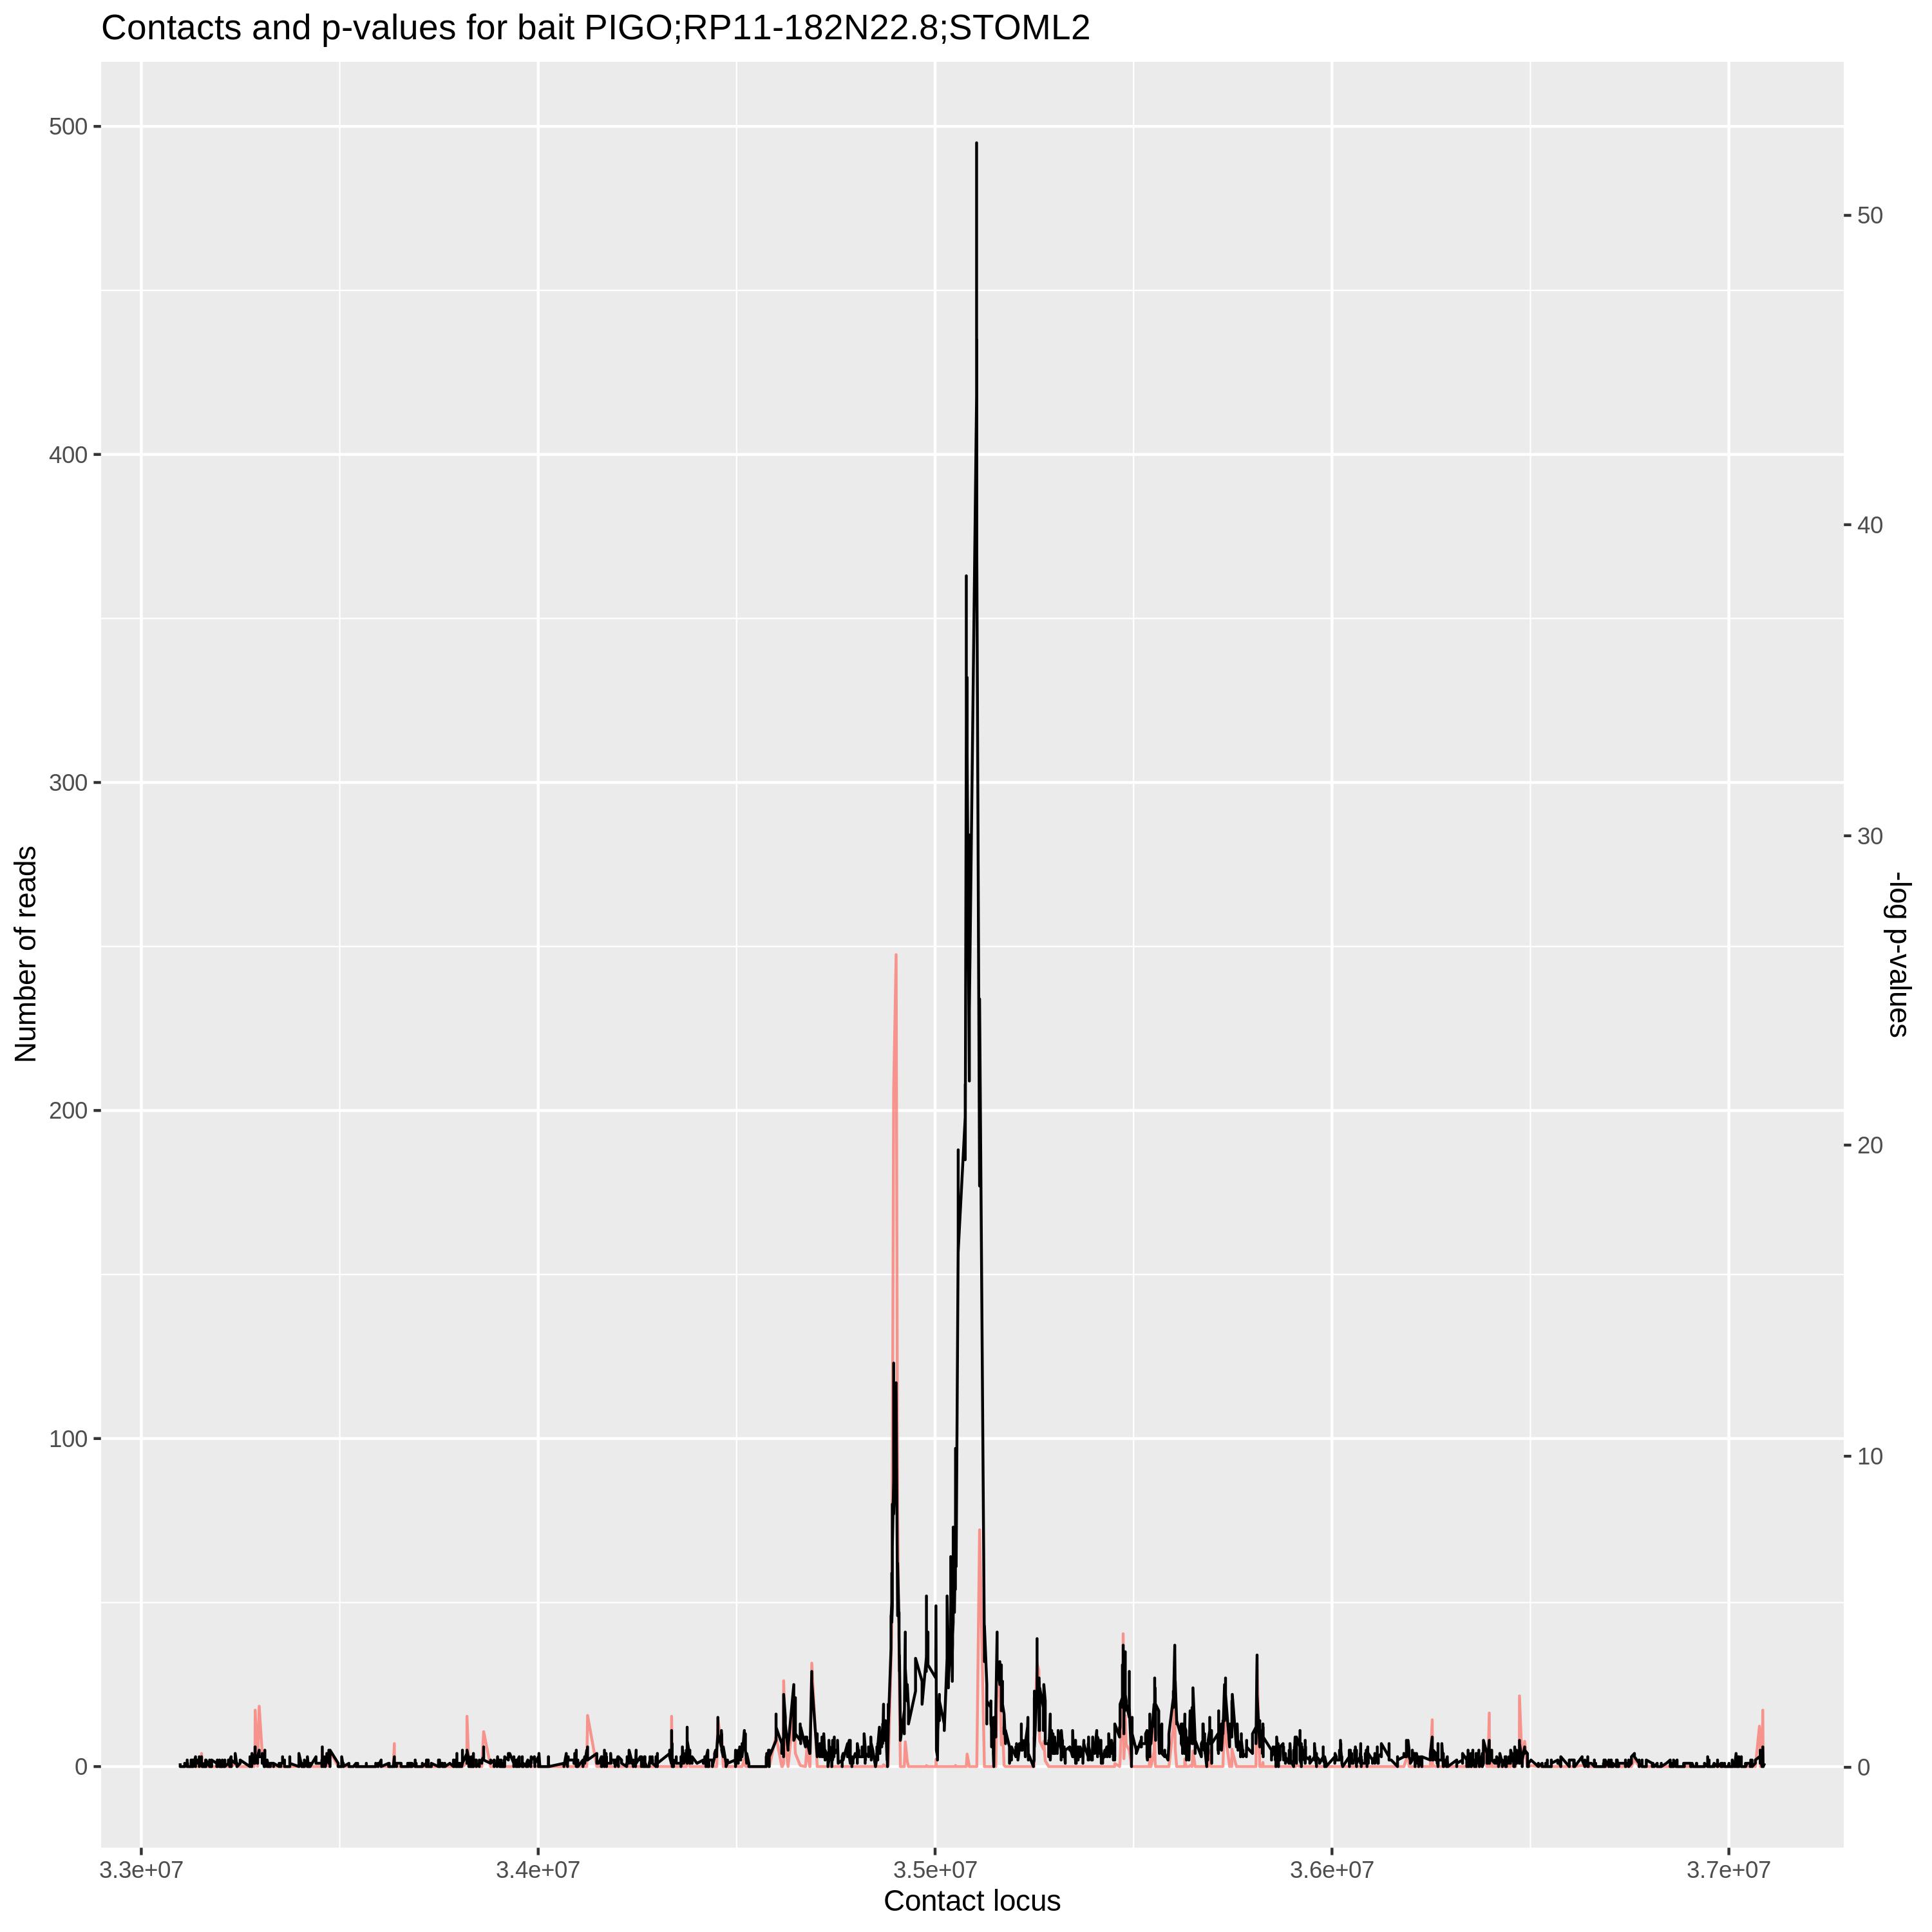 Contacts and p-values for bait PIGO;RP11-182N22.8;STOML2
500
400
300
200
100
0
Number of reads
50
40
30
20
10
0
-log p-values
3.3e+07
3.4e+07
3.5e+07
3.6e+07
3.7e+07
Contact locus